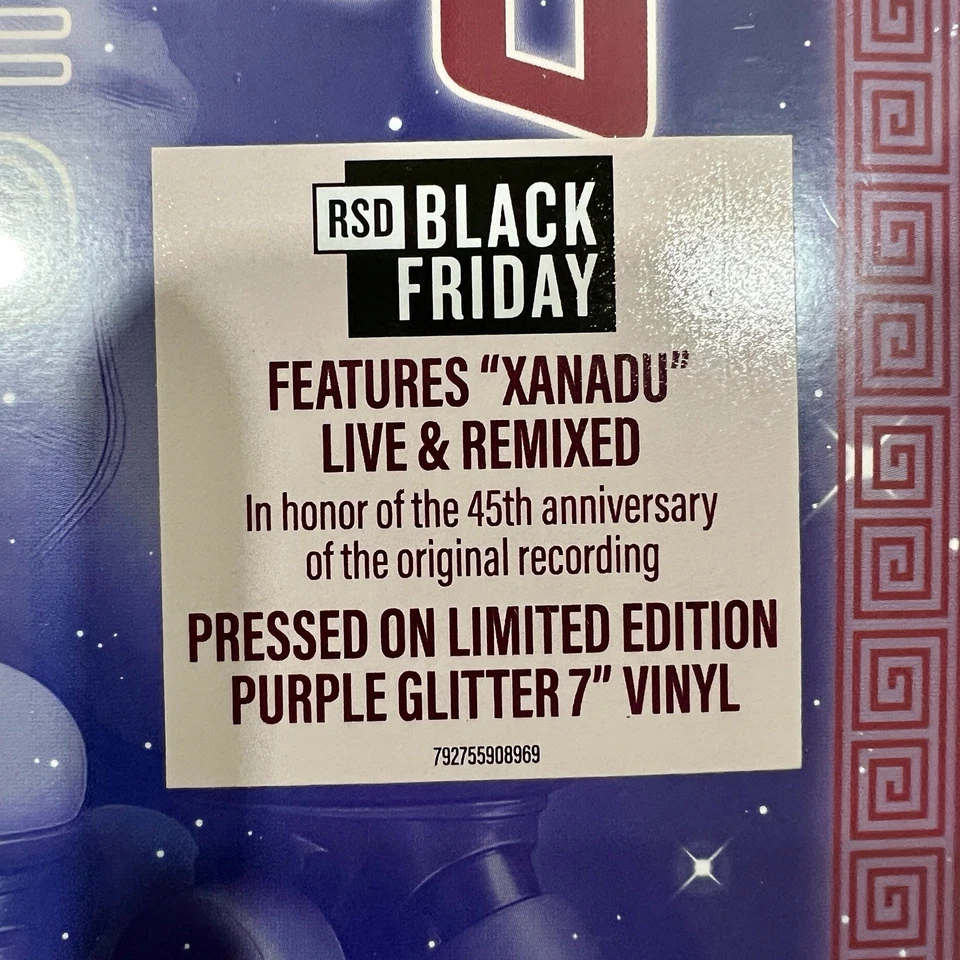 RSD BLACK
FRIDAY
FEATURES “XANADU”
LIVE & REMIXED
In honor of the 45th anniversary
of the original recording
PRESSED ON LIMITED EDITION
PURPLE GLITTER 7” VINYL
792755908969